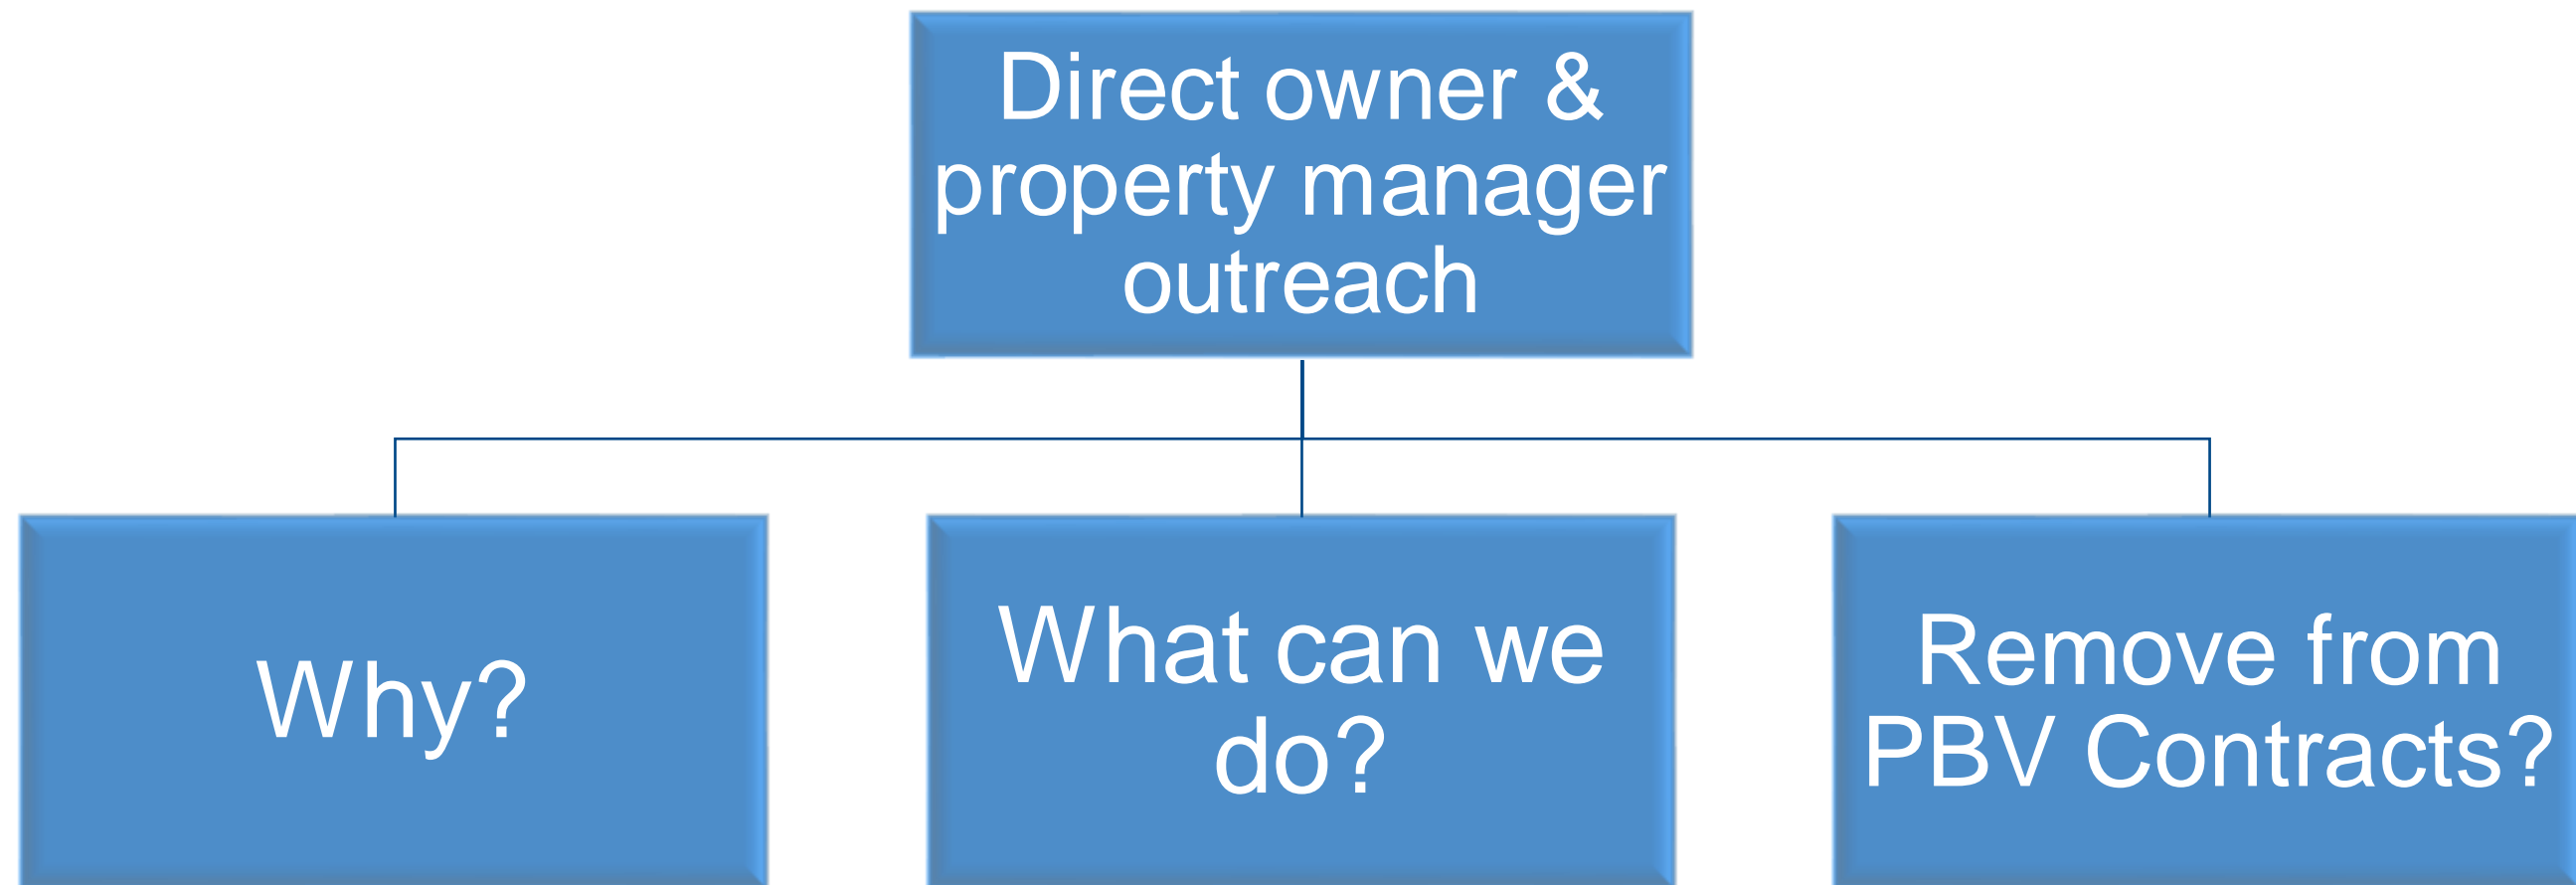 Direct owner &
property manager
outreach
Why?
What can we
do?
Remove from
PBV Contracts?